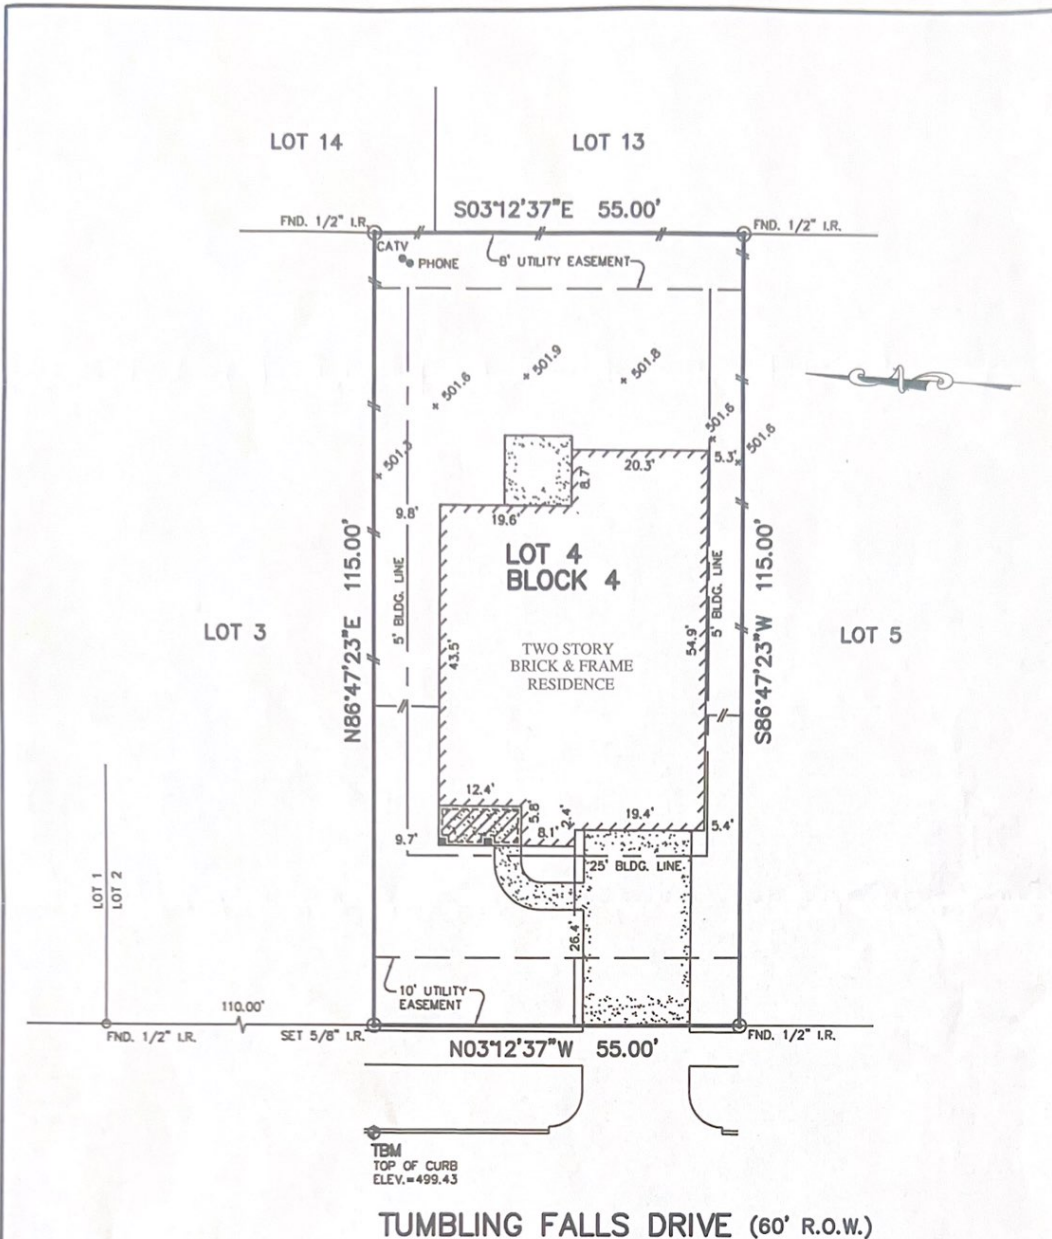 LOT 14
LOT 13
S03°12'37"E 55.00'
FND. 1/2" I.R.
FND. 1/2" I.R.
CATV
PHONE
8' UTILITY EASEMENT
501.6
501.9
501.8
501.6
501.6
501.3
5.3'
20.3'
8.7'
9.8'
19.6'
LOT 4
BLOCK 4
N86°47'23"E 115.00'
5' BLDG. LINE
43.5'
TWO STORY
BRICK & FRAME
RESIDENCE
54.9'
5' BLDG. LINE
S86°47'23"W 115.00'
LOT 3
LOT 5
12.4'
5.8'
8.1'
2.4'
19.4'
5.4'
9.7'
25' BLDG. LINE
26.4'
LOT 1
LOT 2
10' UTILITY
EASEMENT
110.00'
FND. 1/2" I.R.
SET 5/8" I.R.
FND. 1/2" I.R.
N03°12'37"W 55.00'
TBM
TOP OF CURB
ELEV.=499.43
TUMBLING FALLS DRIVE (60' R.O.W.)